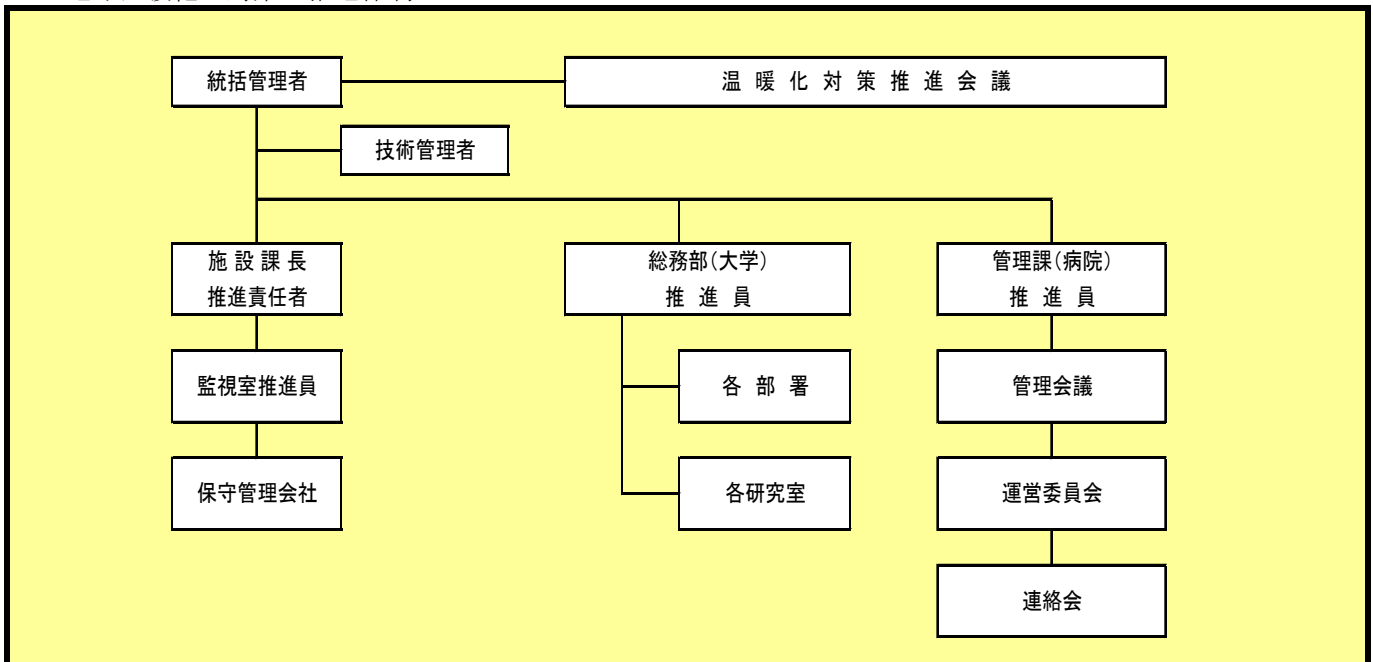 統括管理者
温 暖 化 対 策 推 進 会 議
技術管理者
施 設 課 長
推進責任者
総務部(大学)
推 進 員
管理課(病院)
推 進 員
監視室推進員
各 部 署
管理会議
保守管理会社
各研究室
運営委員会
連絡会